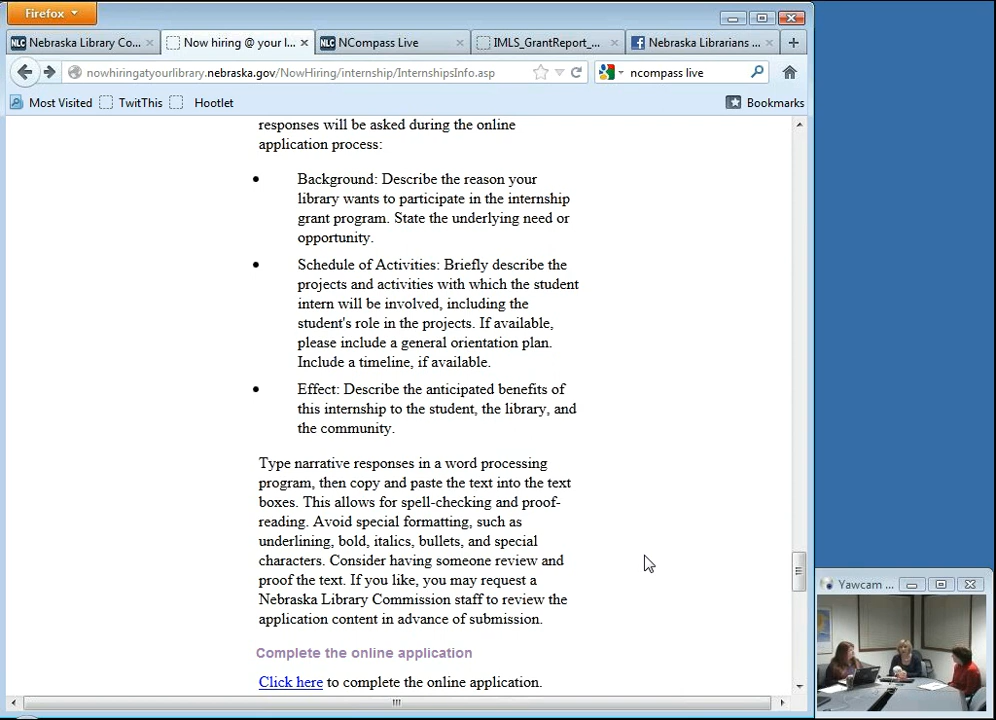 Firefox
Nebraska Library Co...
Now hiring @ your l...
NCompass Live
IMLS_GrantReport_...
Nebraska Librarians ...
nowhiringatyourlibrary.nebraska.gov/NowHiring/internship/InternshipsInfo.asp
ncompass live
Most Visited
TwitThis
Hootlet
Bookmarks
responses will be asked during the online
application process:
• Background: Describe the reason your
library wants to participate in the internship
grant program. State the underlying need or
opportunity.
• Schedule of Activities: Briefly describe the
projects and activities with which the student
intern will be involved, including the
student's role in the projects. If available,
please include a general orientation plan.
Include a timeline, if available.
• Effect: Describe the anticipated benefits of
this internship to the student, the library, and
the community.
Type narrative responses in a word processing
program, then copy and paste the text into the text
boxes. This allows for spell-checking and proof-
reading. Avoid special formatting, such as
underlining, bold, italics, bullets, and special
characters. Consider having someone review and
proof the text. If you like, you may request a
Nebraska Library Commission staff to review the
application content in advance of submission.
Complete the online application
Click here to complete the online application.
Yawcam ...
NLC
NLC